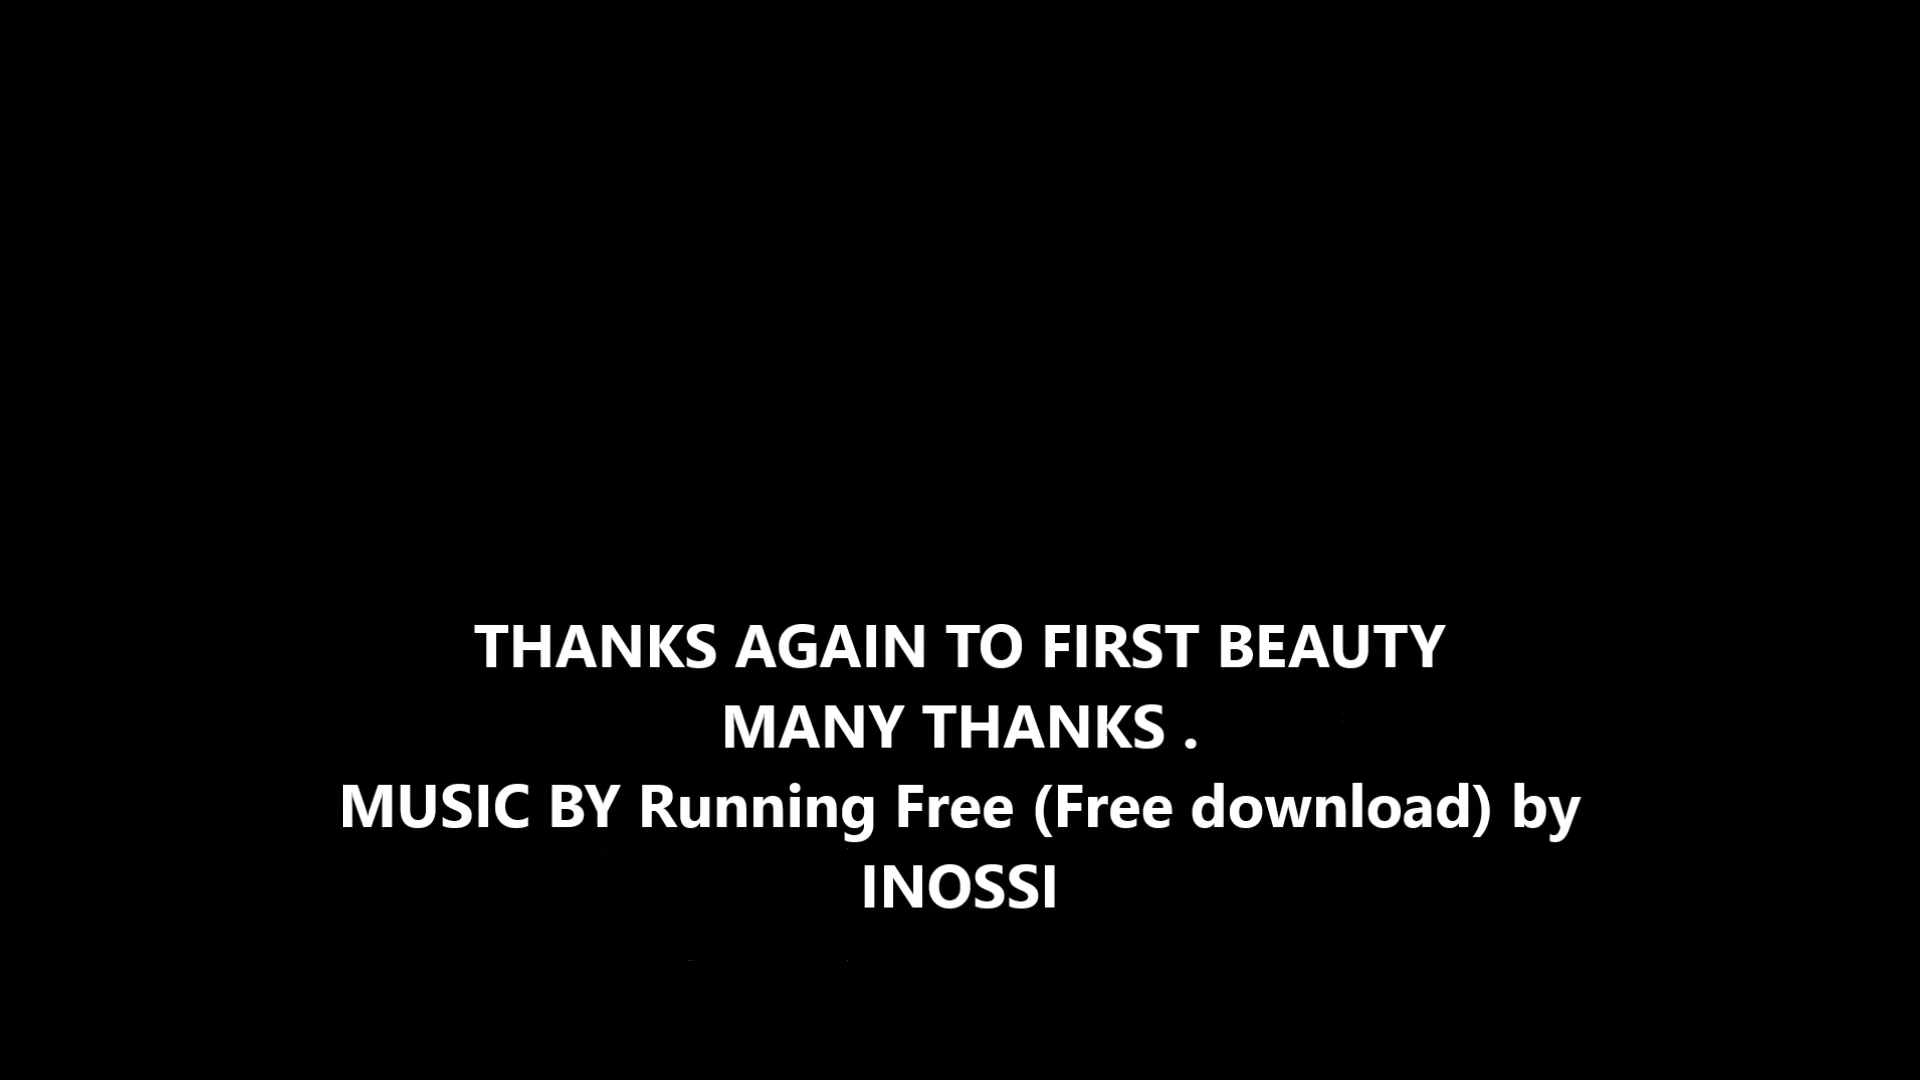 THANKS AGAIN TO FIRST BEAUTY
MANY THANKS .
MUSIC BY Running Free (Free download) by
INOSSI